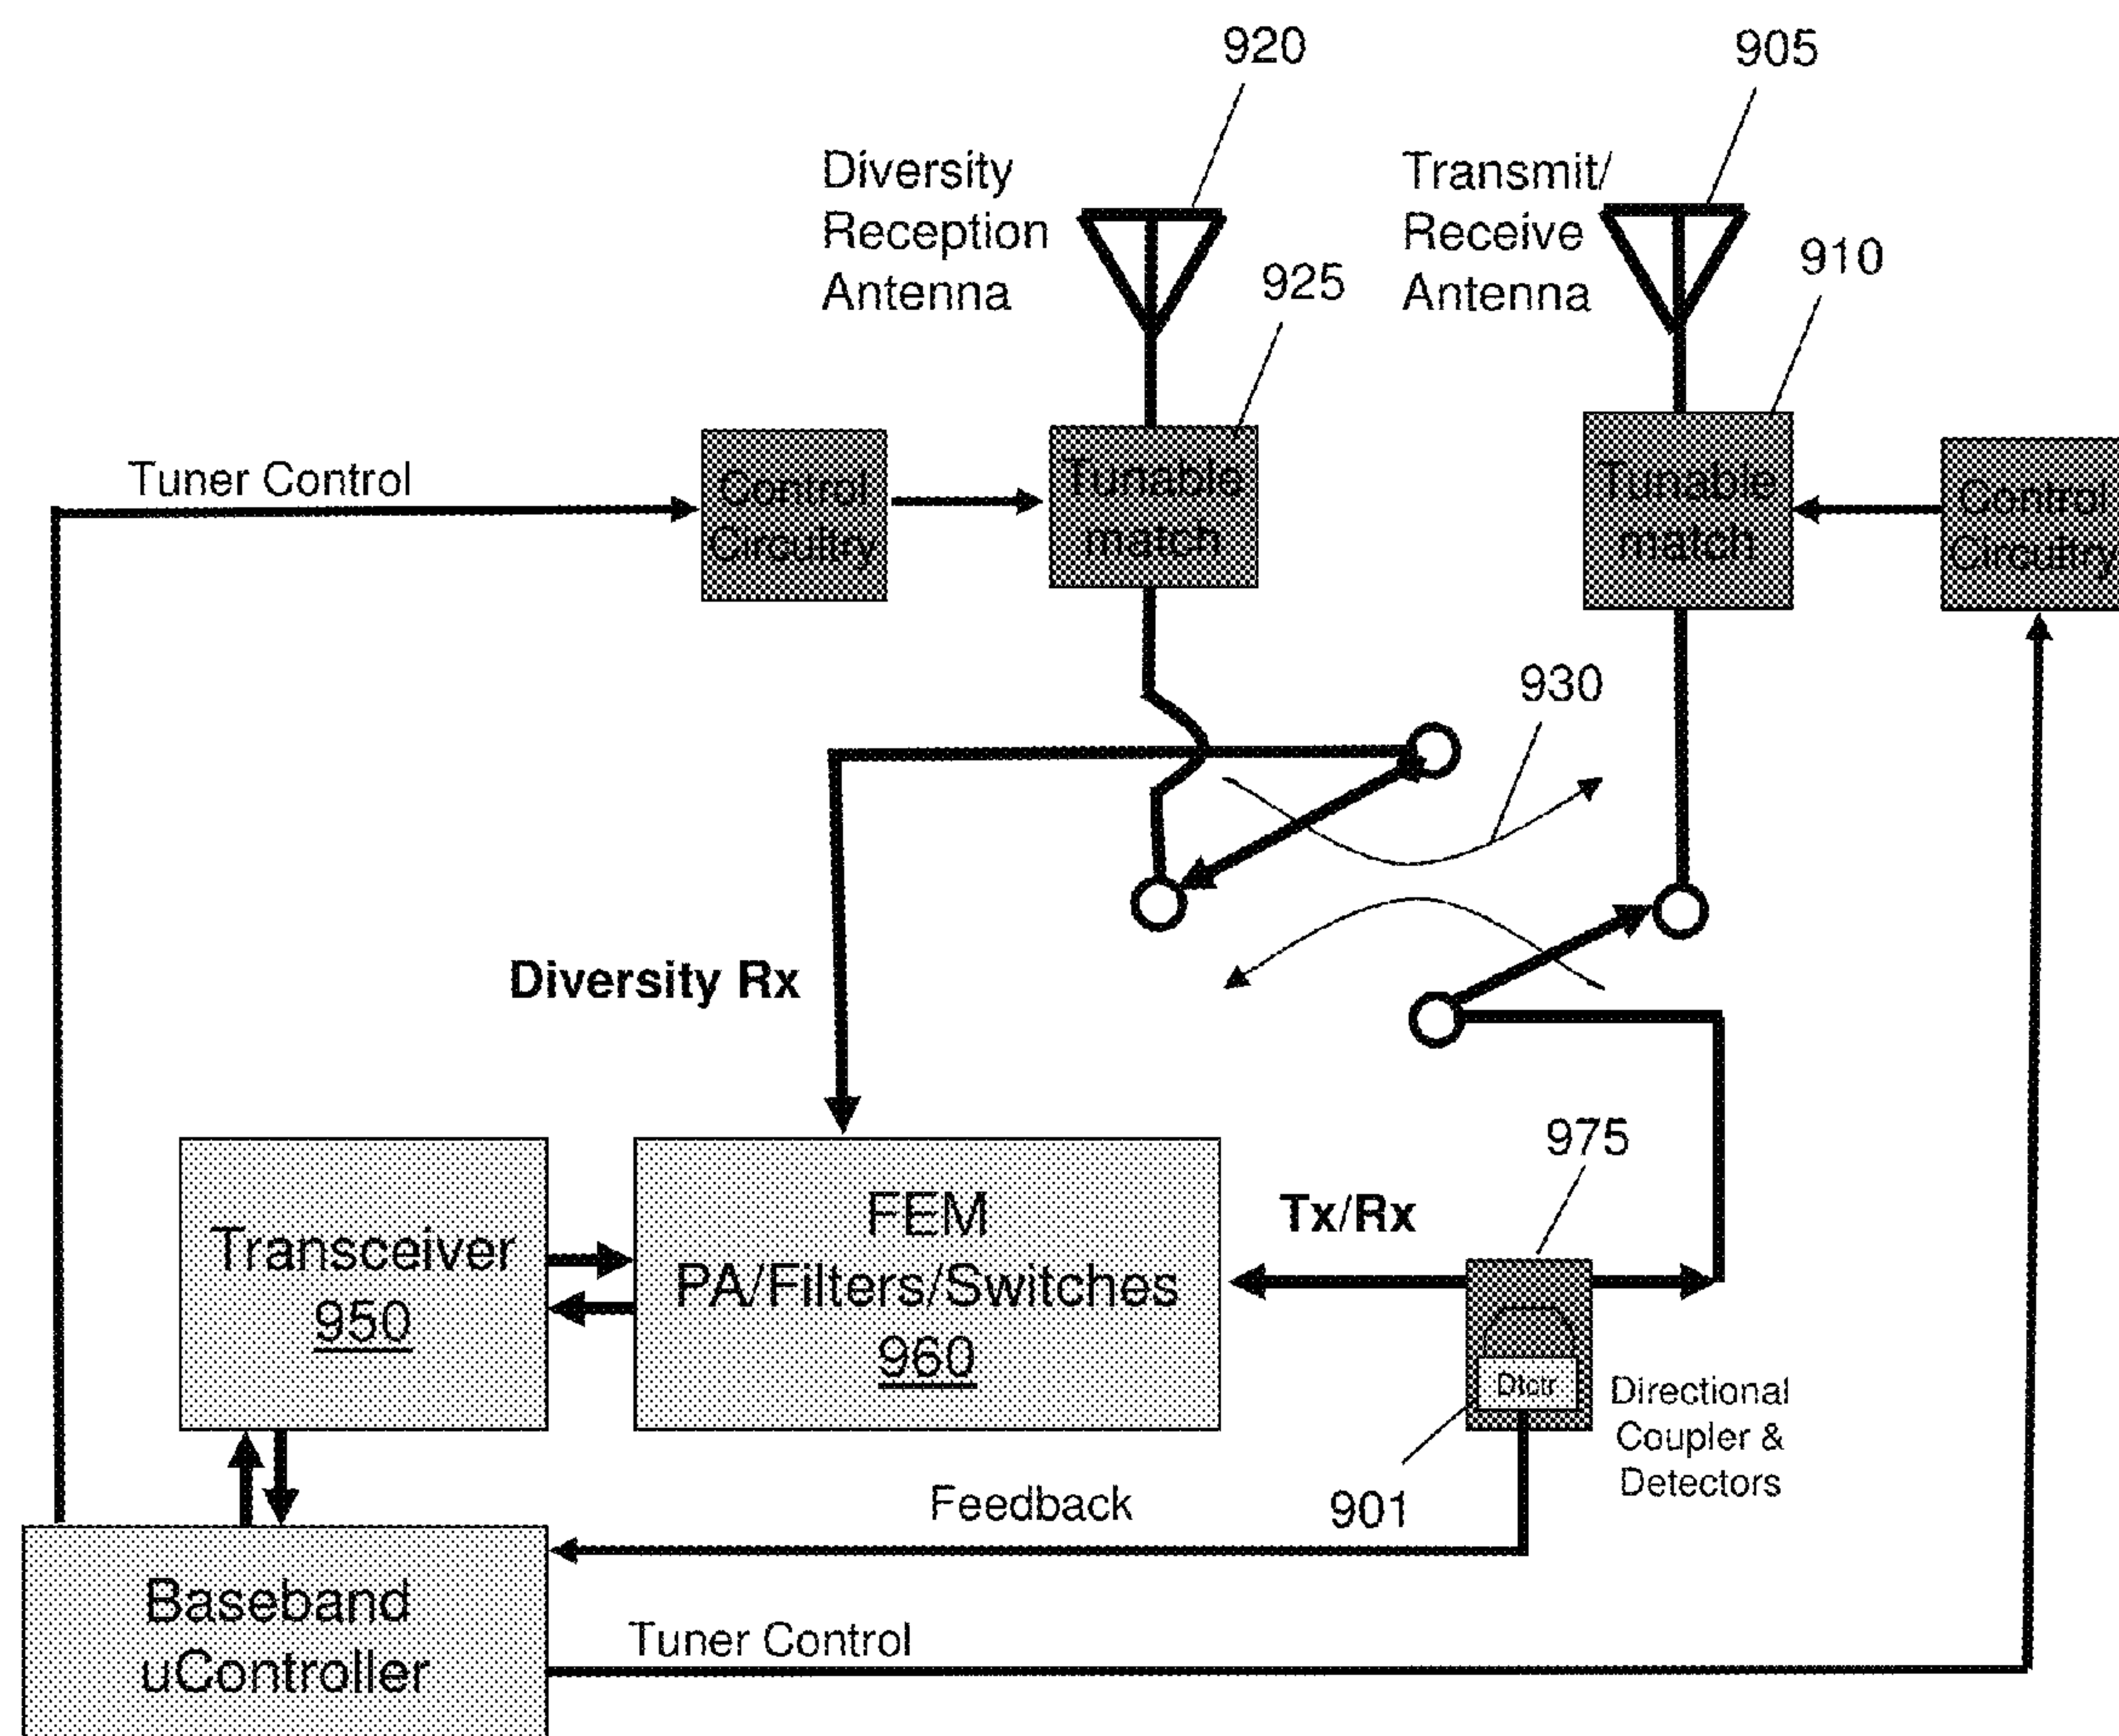 920
905
Diversity
Reception
Antenna
Transmit/
Receive
Antenna
925
910
Tuner Control
Control
Circuitry
Tunable
match
Tunable
match
Control
Circuitry
930
Diversity Rx
975
Transceiver
950
FEM
PA/Filters/Switches
960
Tx/Rx
Dtctr
Directional
Coupler &
Detectors
901
Feedback
Baseband
uController
Tuner Control